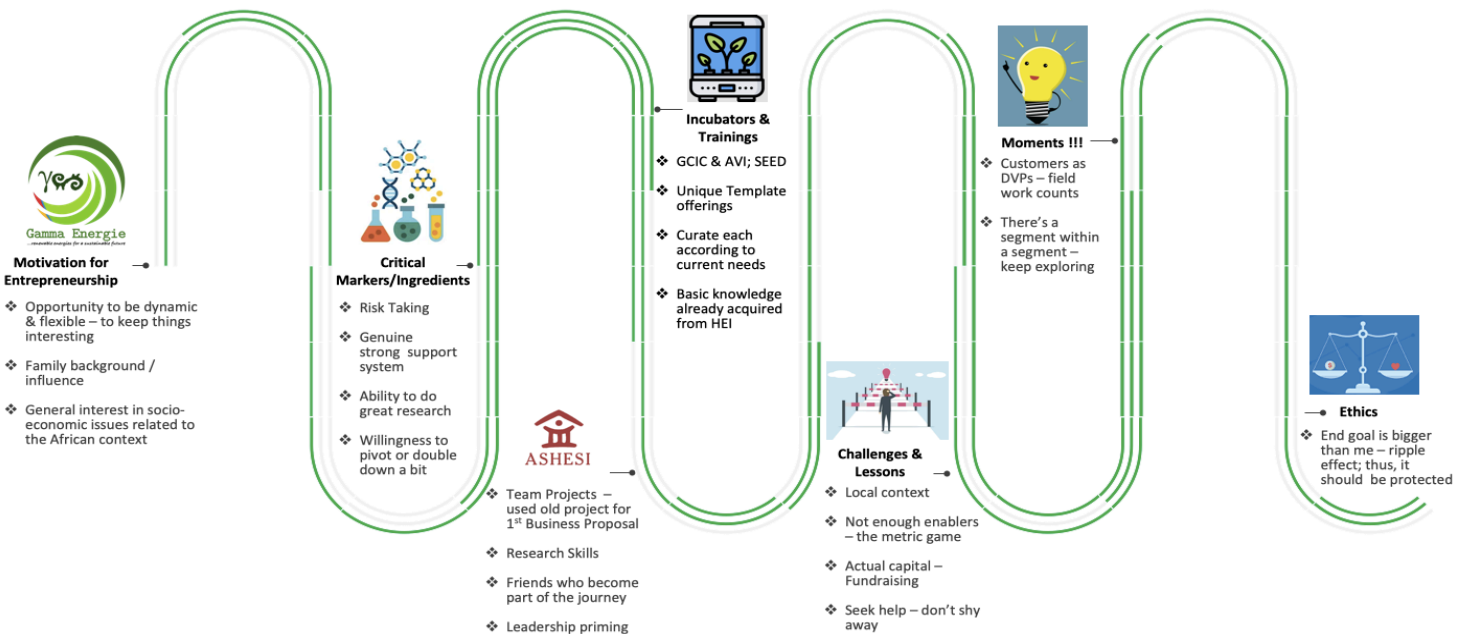 Gamma Energie
...renewable energies for a sustainable future
Motivation for
Entrepreneurship
❖ Opportunity to be dynamic
& flexible – to keep things
interesting
❖ Family background /
influence
❖ General interest in socio-
economic issues related to
the African context
Critical
Markers/Ingredients
❖ Risk Taking
❖ Genuine
strong support
system
❖ Ability to do
great research
❖ Willingness to
pivot or double
down a bit
ASHESI
❖ Team Projects –
used old project for
1st Business Proposal
❖ Research Skills
❖ Friends who become
part of the journey
❖ Leadership priming
Incubators &
Trainings
❖ GCIC & AVI; SEED
❖ Unique Template
offerings
❖ Curate each
according to
current needs
❖ Basic knowledge
already acquired
from HEI
Challenges &
Lessons
❖ Local context
❖ Not enough enablers
– the metric game
❖ Actual capital –
Fundraising
❖ Seek help – don't shy
away
Moments !!!
❖ Customers as
DVPs – field
work counts
❖ There's a
segment within
a segment –
keep exploring
Ethics
❖ End goal is bigger
than me – ripple
effect; thus, it
should be protected